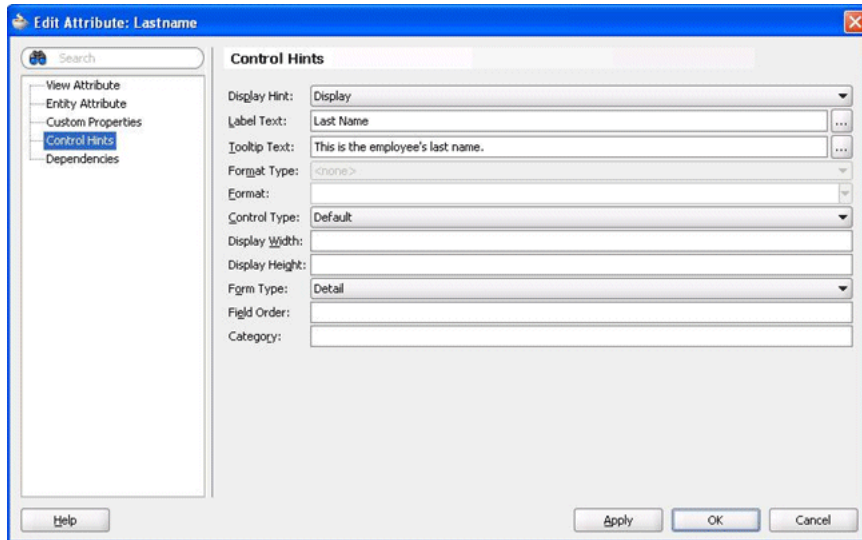 Edit Attribute: Lastname
Search
View Attribute
Entity Attribute
Custom Properties
Control Hints
Dependencies
Control Hints
Display Hint: Display
Label Text: Last Name ...
Tooltip Text: This is the employee's last name. ...
Format Type: <none>
Format:
Control Type: Default
Display Width:
Display Height:
Form Type: Detail
Field Order:
Category:
Help Apply OK Cancel